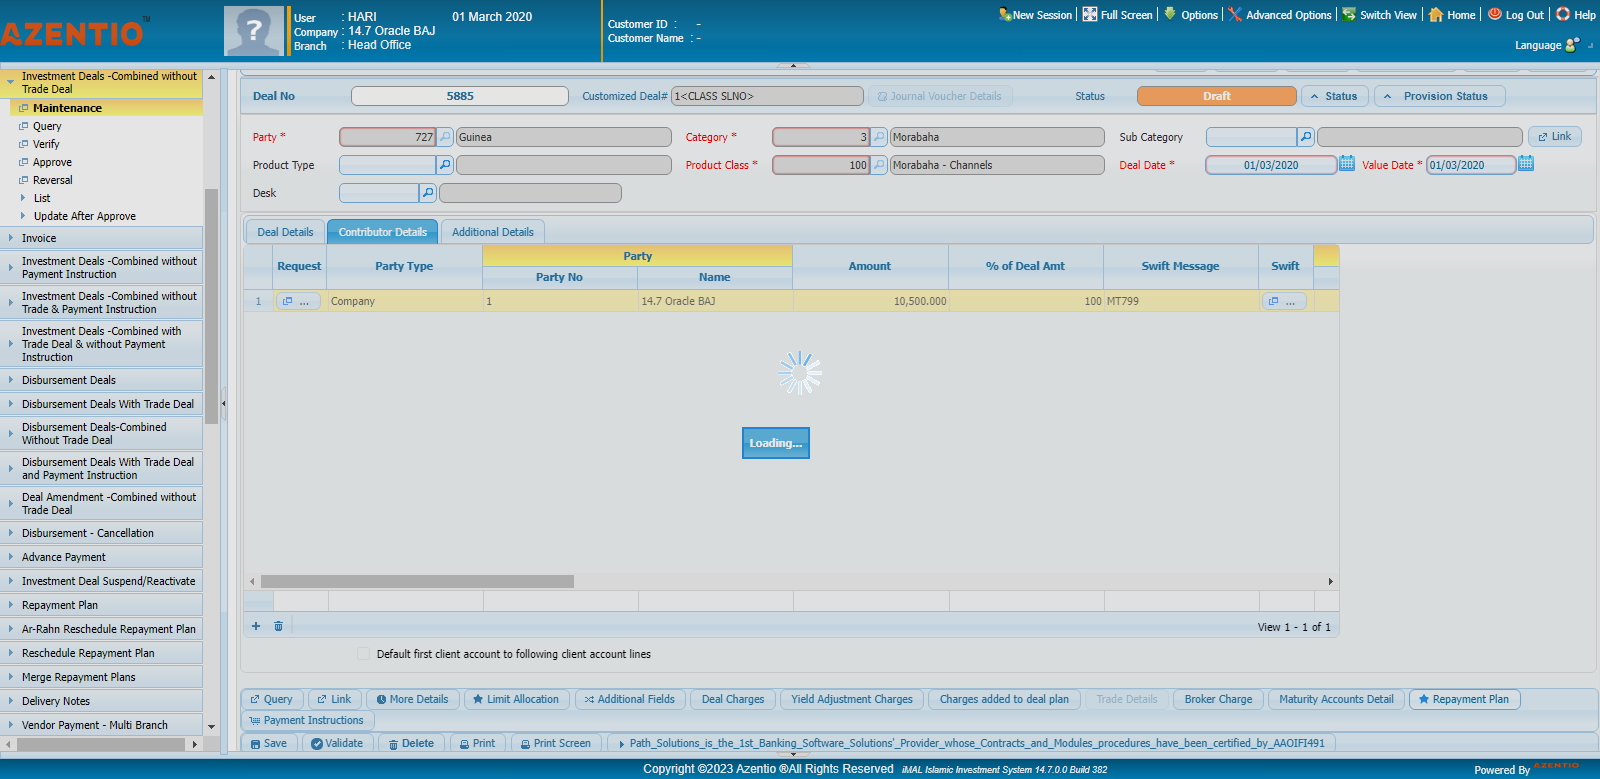 AZENTIO™
User : HARI 01 March 2020
Company : 14.7 Oracle BAJ
Branch : Head Office
Customer ID : -
Customer Name : -
New Session | Full Screen | Options | Advanced Options | Switch View | Home | Log Out | Help
Language
Investment Deals -Combined without
Trade Deal
Maintenance
Query
Verify
Approve
Reversal
List
Update After Approve
Invoice
Investment Deals -Combined without
Payment Instruction
Investment Deals -Combined without
Trade & Payment Instruction
Investment Deals -Combined with
Trade Deal & without Payment
Instruction
Disbursement Deals
Disbursement Deals With Trade Deal
Disbursement Deals-Combined
Without Trade Deal
Disbursement Deals With Trade Deal
and Payment Instruction
Deal Amendment -Combined without
Trade Deal
Disbursement - Cancellation
Advance Payment
Investment Deal Suspend/Reactivate
Repayment Plan
Ar-Rahn Reschedule Repayment Plan
Reschedule Repayment Plan
Merge Repayment Plans
Delivery Notes
Vendor Payment - Multi Branch
Deal No 5885 Customized Deal# 1<CLASS SLNO> Journal Voucher Details Status Draft Status Provision Status
Party * 727 Guinea Category * 3 Morabaha Sub Category Link
Product Type Product Class * 100 Morabaha - Channels Deal Date * 01/03/2020 Value Date * 01/03/2020
Desk
Deal Details Contributor Details Additional Details
Party
Request Party Type Party No Name Amount % of Deal Amt Swift Message Swift
1 ... Company 1 14.7 Oracle BAJ 10,500.000 100 MT799 ...
Loading...
View 1 - 1 of 1
Default first client account to following client account lines
Query Link More Details Limit Allocation Additional Fields Deal Charges Yield Adjustment Charges Charges added to deal plan Trade Details Broker Charge Maturity Accounts Detail Repayment Plan
Payment Instructions
Save Validate Delete Print Print Screen Path_Solutions_is_the_1st_Banking_Software_Solutions'_Provider_whose_Contracts_and_Modules_procedures_have_been_certified_by_AAOIFI491
Copyright ©2023 Azentio ®All Rights Reserved iMAL Islamic Investment System 14.7.0.0 Build 382
Powered By AZENTIO